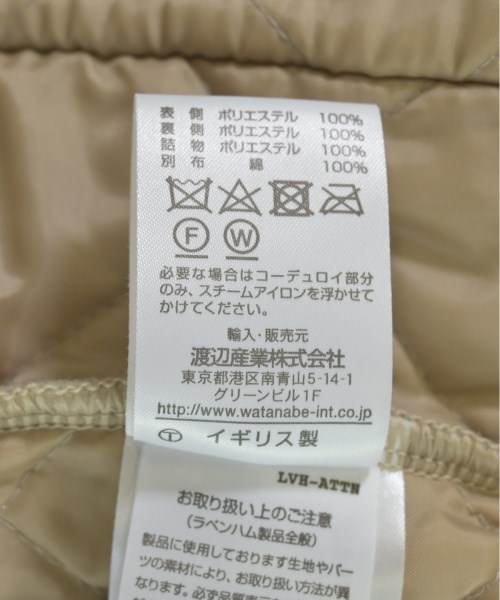 表側 ポリエステル 100%
裏側 ポリエステル 100%
詰物 ポリエステル 100%
別布 綿 100%
F W
必要な場合はコーデュロイ部分
のみ、スチームアイロンを浮かせて
かけてください。
輸入・販売元
渡辺産業株式会社
東京都港区南青山5-14-1
グリーンビル1F
http://www.watanabe-int.co.jp
T イギリス製
LVH-ATTN
お取り扱い上のご注意
(ラベンハム製品全般)
製品に使用しております生地やパー
ツの素材により、お取り扱い方法が異
なります。必ず品質表